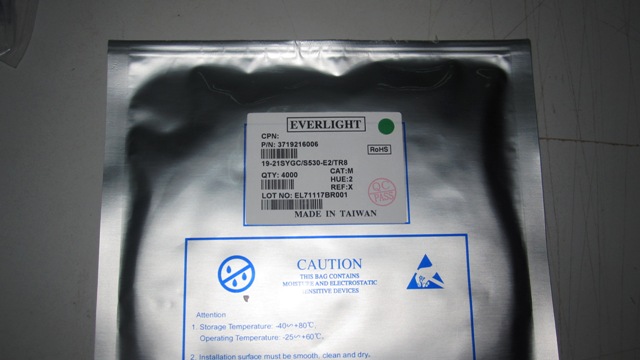 EVERLIGHT
CPN:
P/N: 3719216006
RoHS
19-21SYGC/S530-E2/TR8
CAT:M
QTY: 4000
HUE:2
REF:X
LOT NO: EL71117BR001
QC
PASS
MADE IN TAIWAN
CAUTION
THIS BAG CONTAINS
MOISTURE AND ELECTROSTATIC
SENSITIVE DEVICES
Attention
1. Storage Temperature: -40∽+80℃.
Operating Temperature: -25∽+60℃.
2. Installation surface must be smooth, clean and dry.